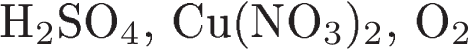 H₂SO₄, Cu(NO₃)₂, O₂